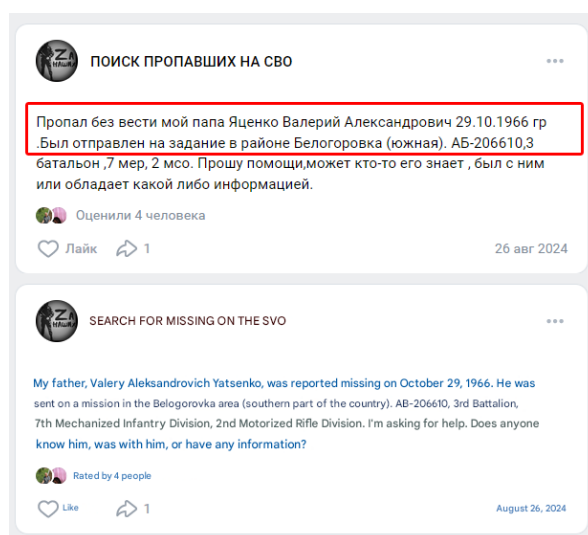 ПОИСК ПРОПАВШИХ НА СВО
Пропал без вести мой папа Яценко Валерий Александрович 29.10.1966 гр
.Был отправлен на задание в районе Белогоровка (южная). АБ-206610,3
батальон ,7 мер, 2 мсо. Прошу помощи,может кто-то его знает , был с ним
или обладает какой либо информацией.
Оценили 4 человека
Лайк 1
26 авг 2024
SEARCH FOR MISSING ON THE SVO
My father, Valery Aleksandrovich Yatsenko, was reported missing on October 29, 1966. He was
sent on a mission in the Belogorovka area (southern part of the country). AB-206610, 3rd Battalion,
7th Mechanized Infantry Division, 2nd Motorized Rifle Division. I'm asking for help. Does anyone
know him, was with him, or have any information?
Rated by 4 people
Like 1
August 26, 2024